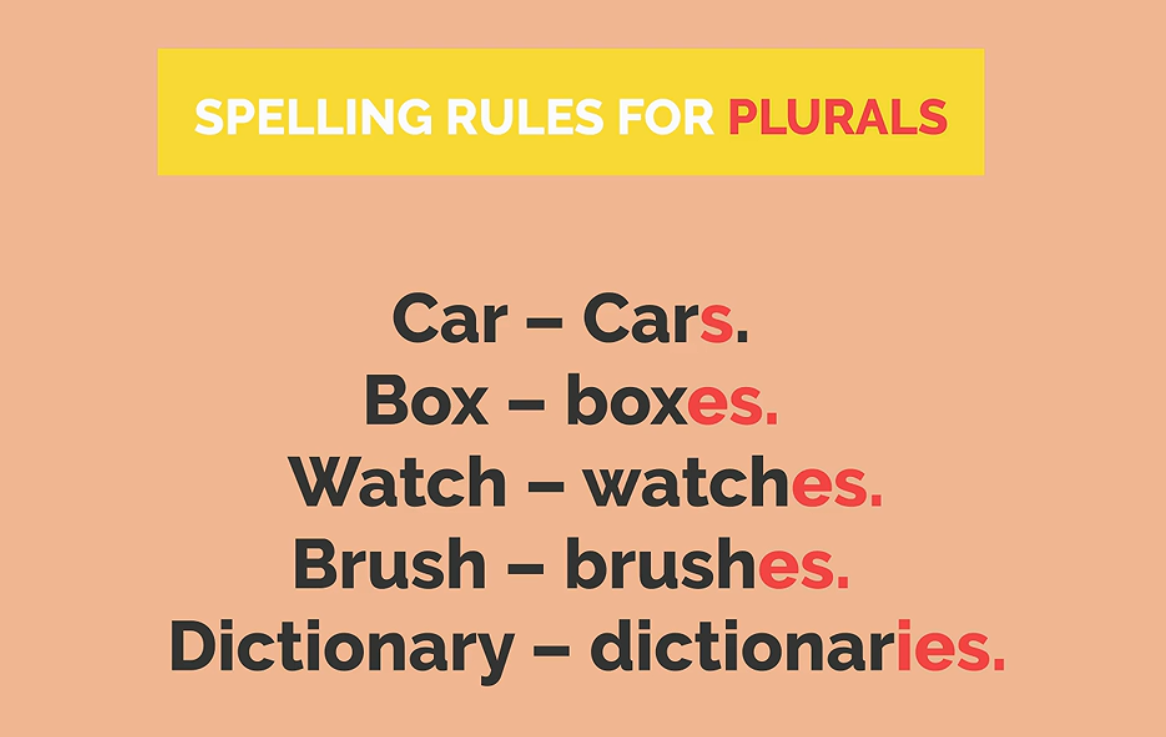 SPELLING RULES FOR PLURALS
Car – Cars.
Box – boxes.
Watch – watches.
Brush – brushes.
Dictionary – dictionaries.